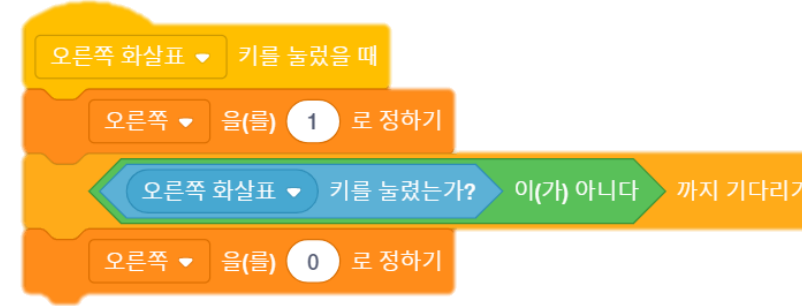 오른쪽 화살표 키를 눌렀을 때
오른쪽 을(를) 1 로 정하기
오른쪽 화살표 키를 눌렀는가? 이(가) 아니다 까지 기다리기
오른쪽 을(를) 0 로 정하기